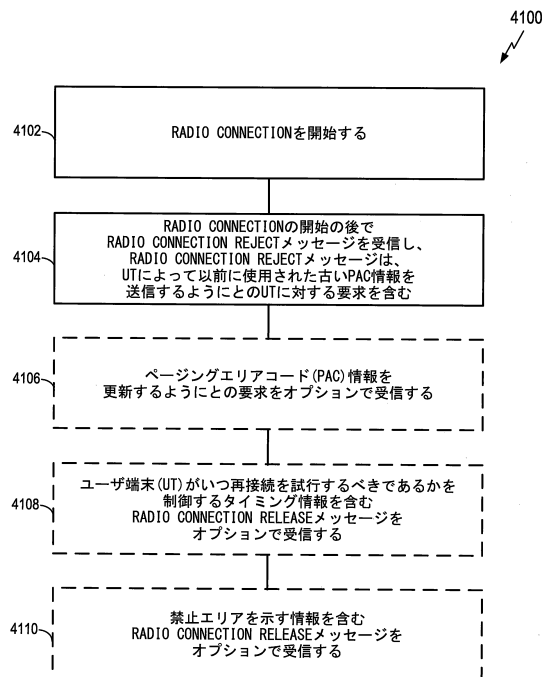 4100
4102
RADIO CONNECTIONを開始する
4104
RADIO CONNECTIONの開始の後で
RADIO CONNECTION REJECTメッセージを受信し、
RADIO CONNECTION REJECTメッセージは、
UTによって以前に使用された古いPAC情報を
送信するようにとのUTに対する要求を含む
4106
ページングエリアコード(PAC)情報を
更新するようにとの要求をオプションで受信する
4108
ユーザ端末(UT)がいつ再接続を試行するべきであるかを
制御するタイミング情報を含む
RADIO CONNECTION RELEASEメッセージを
オプションで受信する
4110
禁止エリアを示す情報を含む
RADIO CONNECTION RELEASEメッセージを
オプションで受信する